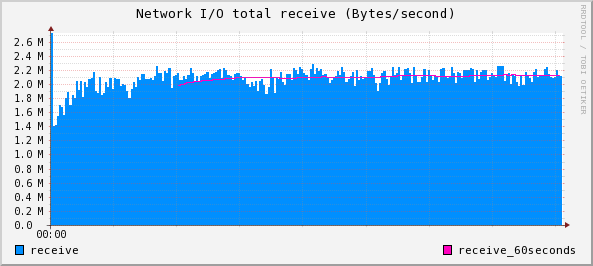 Network I/O total receive (Bytes/second)
RRDTOOL / TOBI OETIKER
2.6 M
2.4 M
2.2 M
2.0 M
1.8 M
1.6 M
1.4 M
1.2 M
1.0 M
0.8 M
0.6 M
0.4 M
0.2 M
0.0
00:00
receive
receive_60seconds